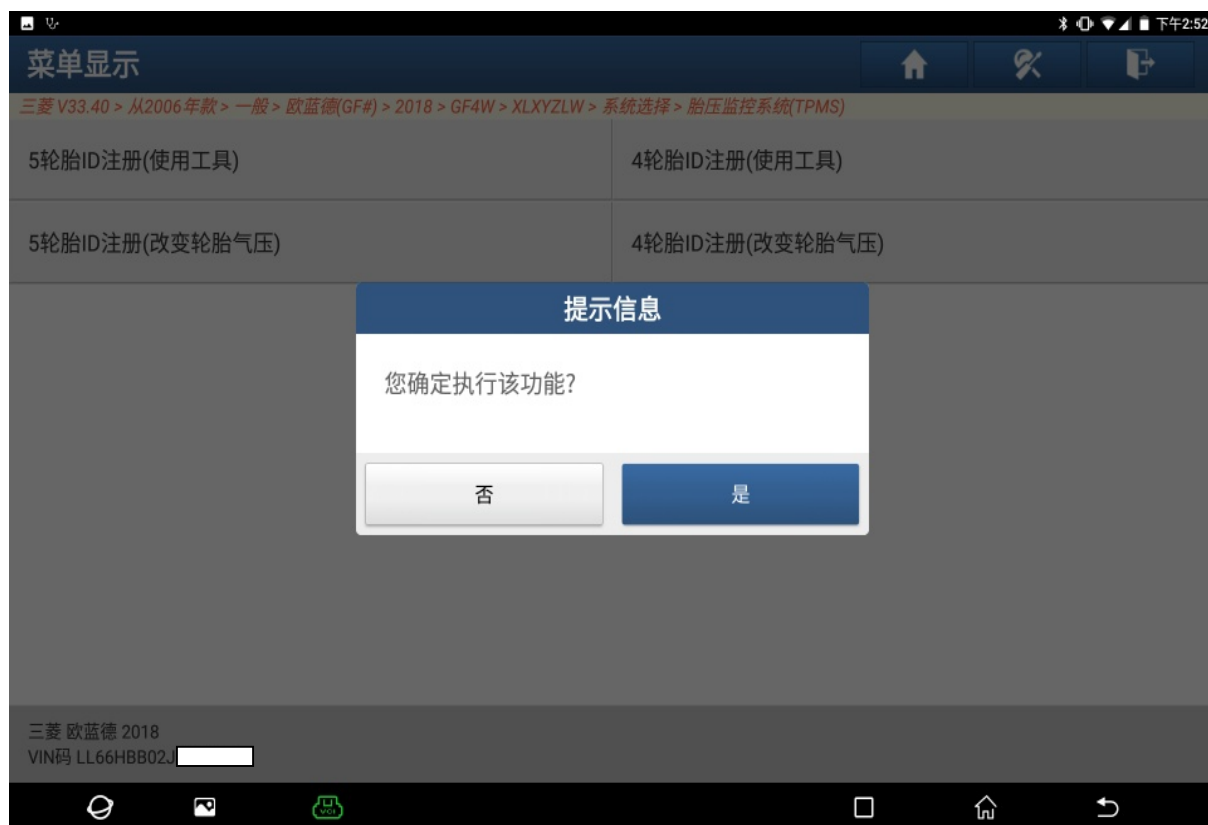 下午2:52
菜单显示
三菱 V33.40 > 从2006年款 > 一般 > 欧蓝德(GF#) > 2018 > GF4W > XLXYZLW > 系统选择 > 胎压监控系统(TPMS)
5轮胎ID注册(使用工具)
4轮胎ID注册(使用工具)
5轮胎ID注册(改变轮胎气压)
4轮胎ID注册(改变轮胎气压)
提示信息
您确定执行该功能?
否
是
三菱 欧蓝德 2018
VIN码 LL66HBB02J
VCI